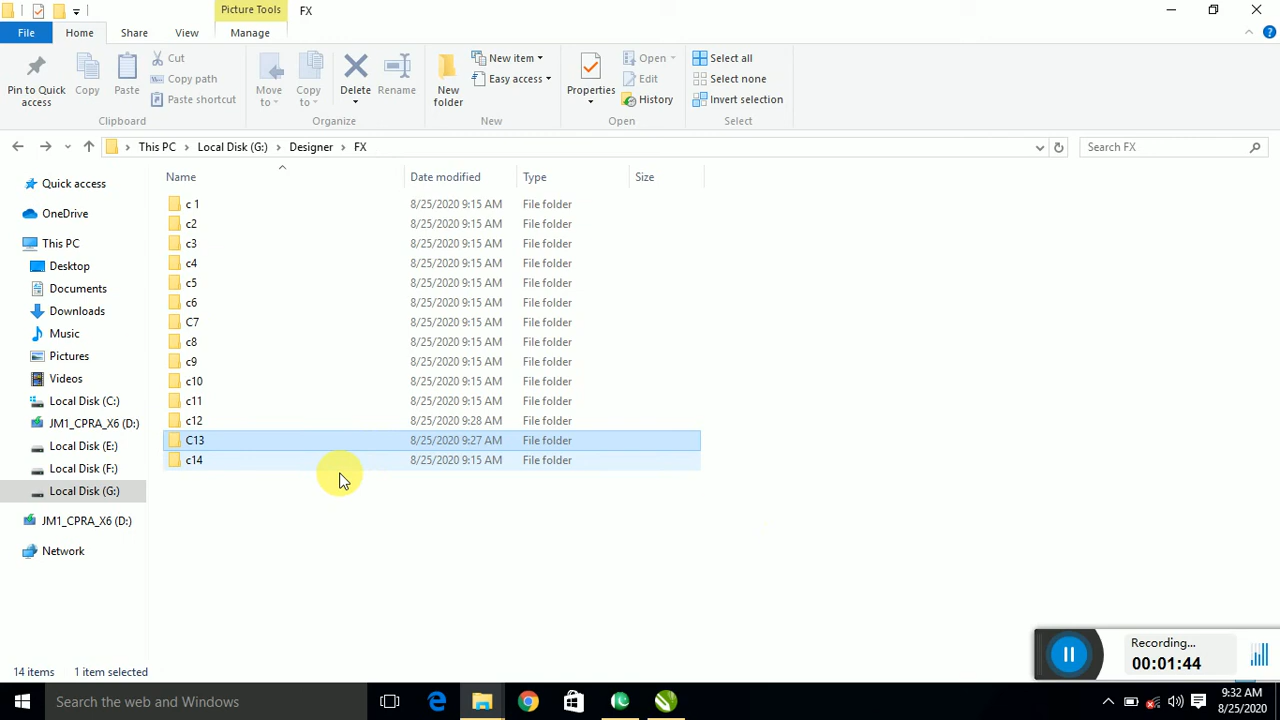 Picture Tools FX
File Home Share View Manage
Pin to Quick access
Copy
Paste
Cut
Copy path
Paste shortcut
Clipboard
Move to
Copy to
Delete
Rename
Organize
New folder
New item
Easy access
New
Properties
Open
Edit
History
Open
Select all
Select none
Invert selection
Select
This PC Local Disk (G:) Designer FX
Search FX
Name Date modified Type Size
Quick access
OneDrive
This PC
Desktop
Documents
Downloads
Music
Pictures
Videos
Local Disk (C:)
JM1_CPRA_X6 (D:)
Local Disk (E:)
Local Disk (F:)
Local Disk (G:)
JM1_CPRA_X6 (D:)
Network
c 1 8/25/2020 9:15 AM File folder
c2 8/25/2020 9:15 AM File folder
c3 8/25/2020 9:15 AM File folder
c4 8/25/2020 9:15 AM File folder
c5 8/25/2020 9:15 AM File folder
c6 8/25/2020 9:15 AM File folder
C7 8/25/2020 9:15 AM File folder
c8 8/25/2020 9:15 AM File folder
c9 8/25/2020 9:15 AM File folder
c10 8/25/2020 9:15 AM File folder
c11 8/25/2020 9:15 AM File folder
c12 8/25/2020 9:28 AM File folder
C13 8/25/2020 9:27 AM File folder
c14 8/25/2020 9:15 AM File folder
14 items 1 item selected
Recording...
00:01:44
Search the web and Windows
9:32 AM
8/25/2020